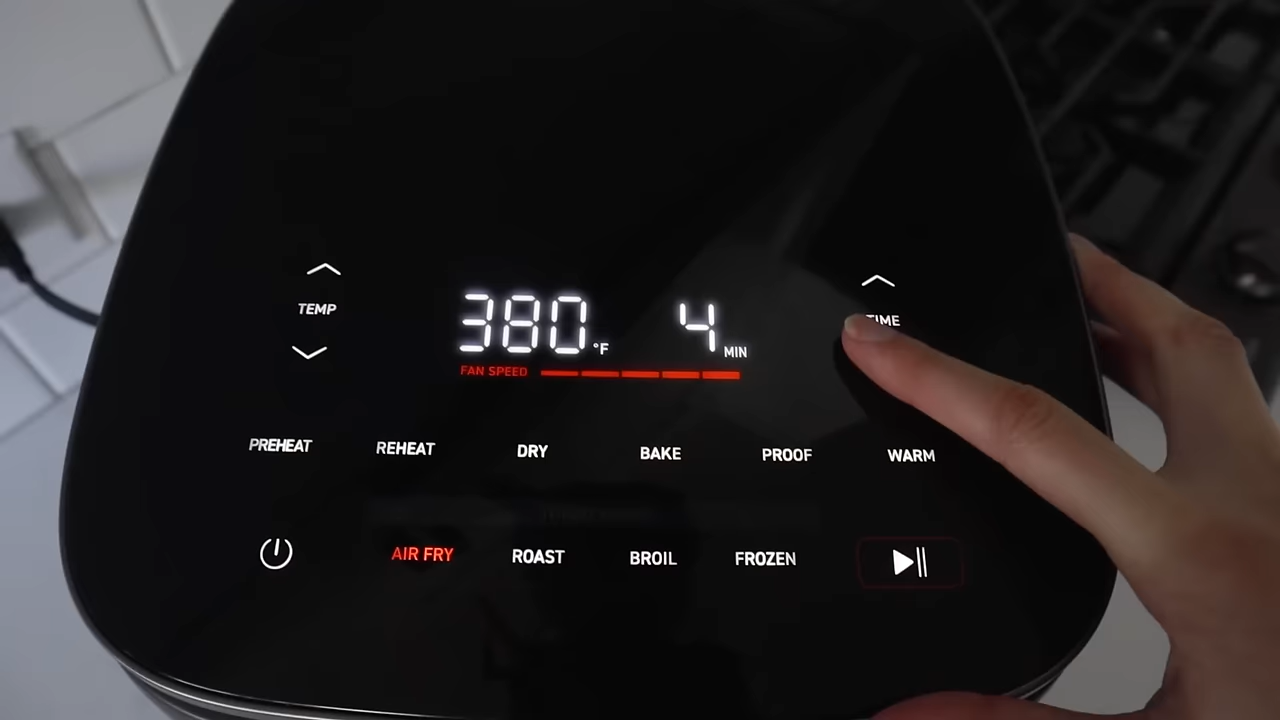 TEMP
380 °F
4 MIN
TIME
FAN SPEED
PREHEAT
REHEAT
DRY
BAKE
PROOF
WARM
AIR FRY
ROAST
BROIL
FROZEN